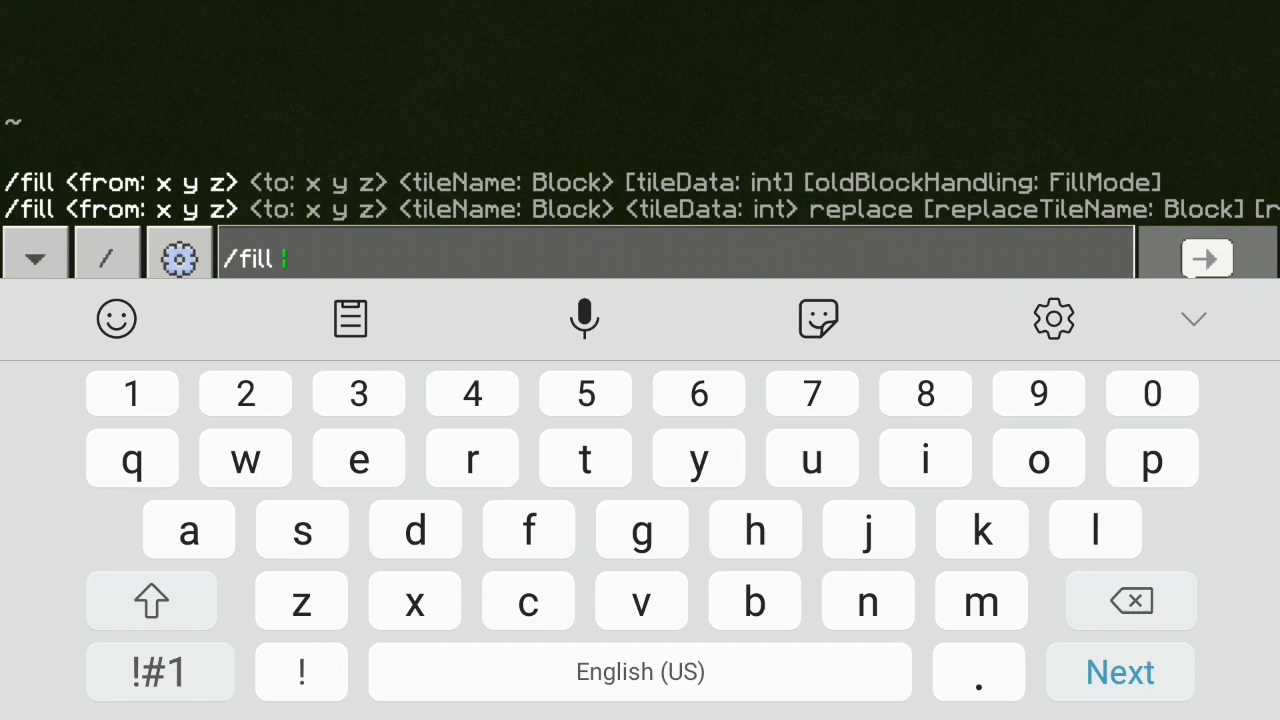 ~
/fill <from: x y z> <to: x y z> <tileName: Block> [tileData: int] [oldBlockHandling: FillMode]
/fill <from: x y z> <to: x y z> <tileName: Block> <tileData: int> replace [replaceTileName: Block] [r
/
/fill
1 2 3 4 5 6 7 8 9 0
q w e r t y u i o p
a s d f g h j k l
z x c v b n m
!#1 ! English (US) . Next